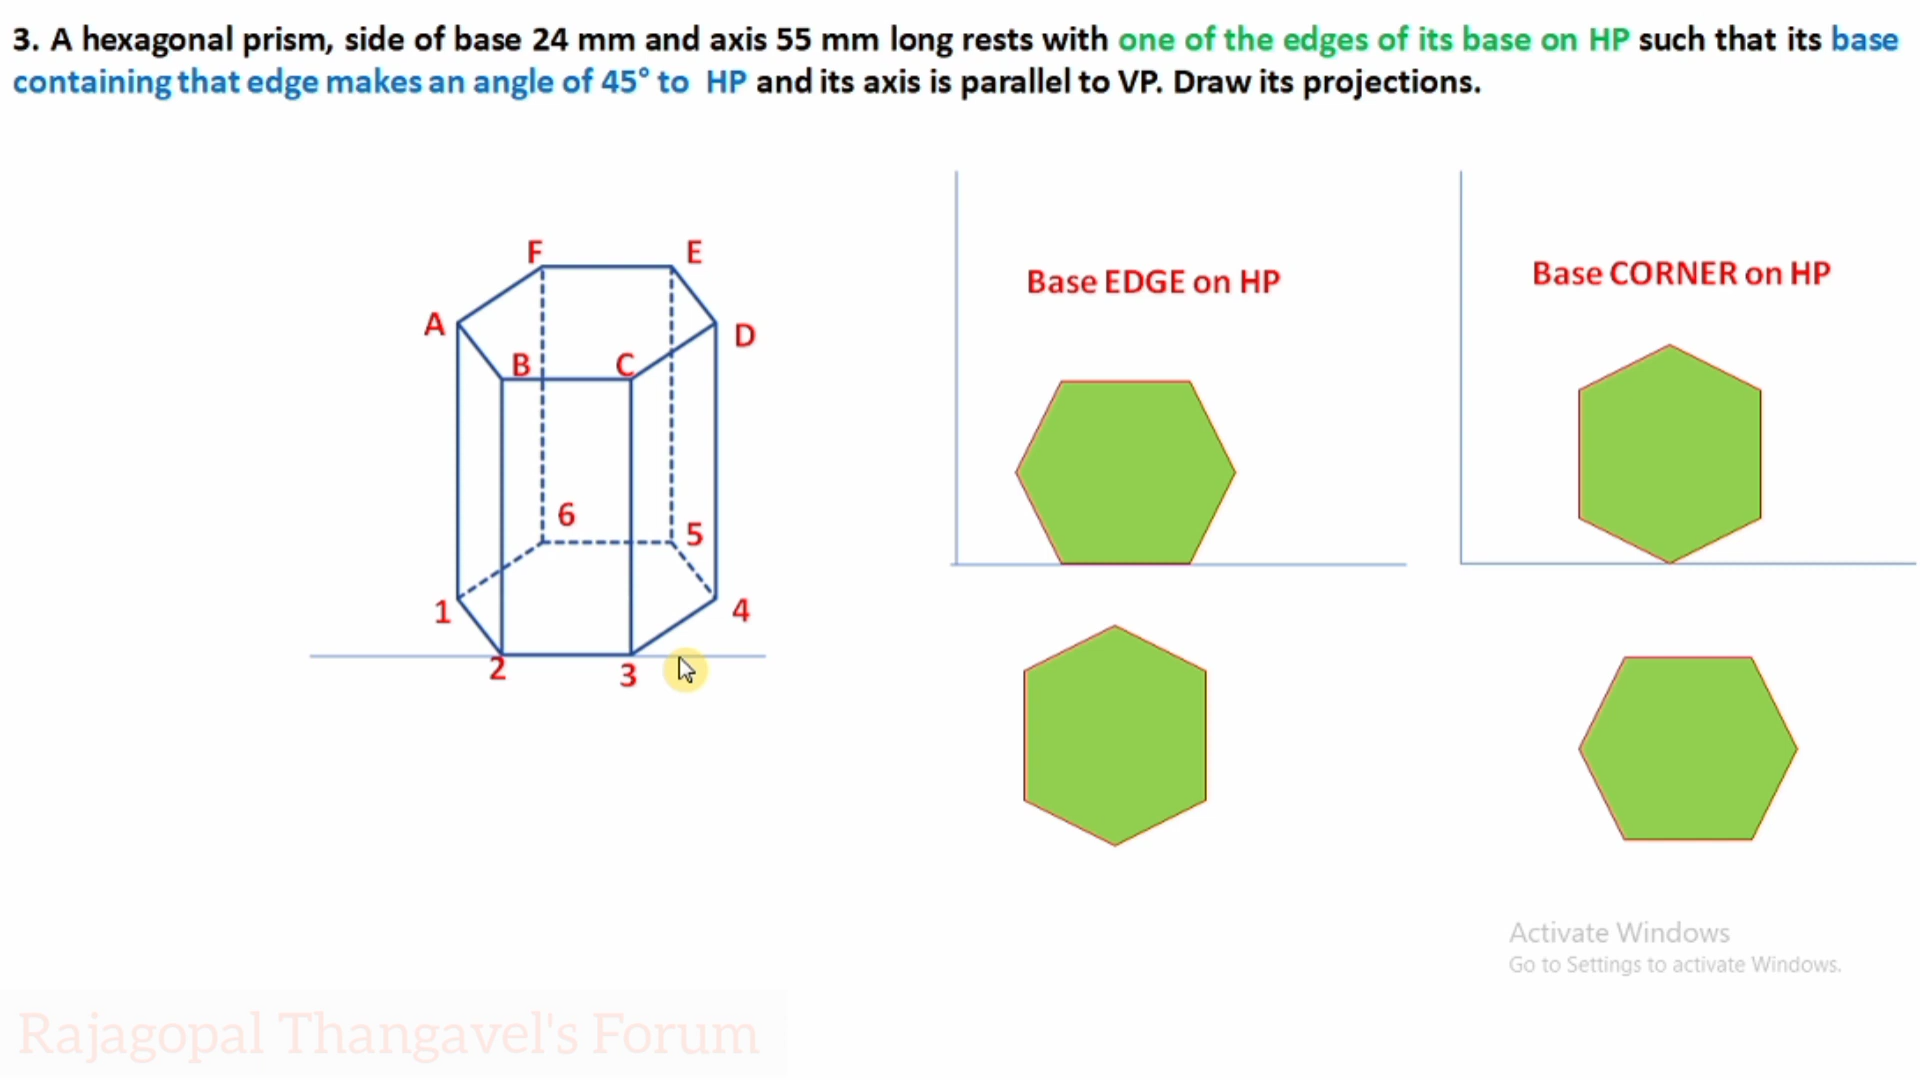 3. A hexagonal prism, side of base 24 mm and axis 55 mm long rests with one of the edges of its base on HP such that its base
containing that edge makes an angle of 45° to HP and its axis is parallel to VP. Draw its projections.
F E
A D
B C
6
5
1 4
2
3
Base EDGE on HP
Base CORNER on HP
Activate Windows
Go to Settings to activate Windows.
Rajagopal Thangavel's Forum